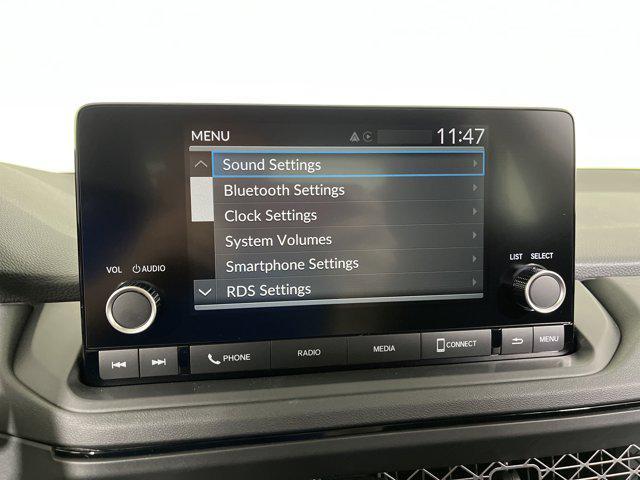 MENU 11:47
Sound Settings
Bluetooth Settings
Clock Settings
System Volumes
Smartphone Settings
RDS Settings
VOL AUDIO
LIST SELECT
PHONE RADIO MEDIA CONNECT MENU